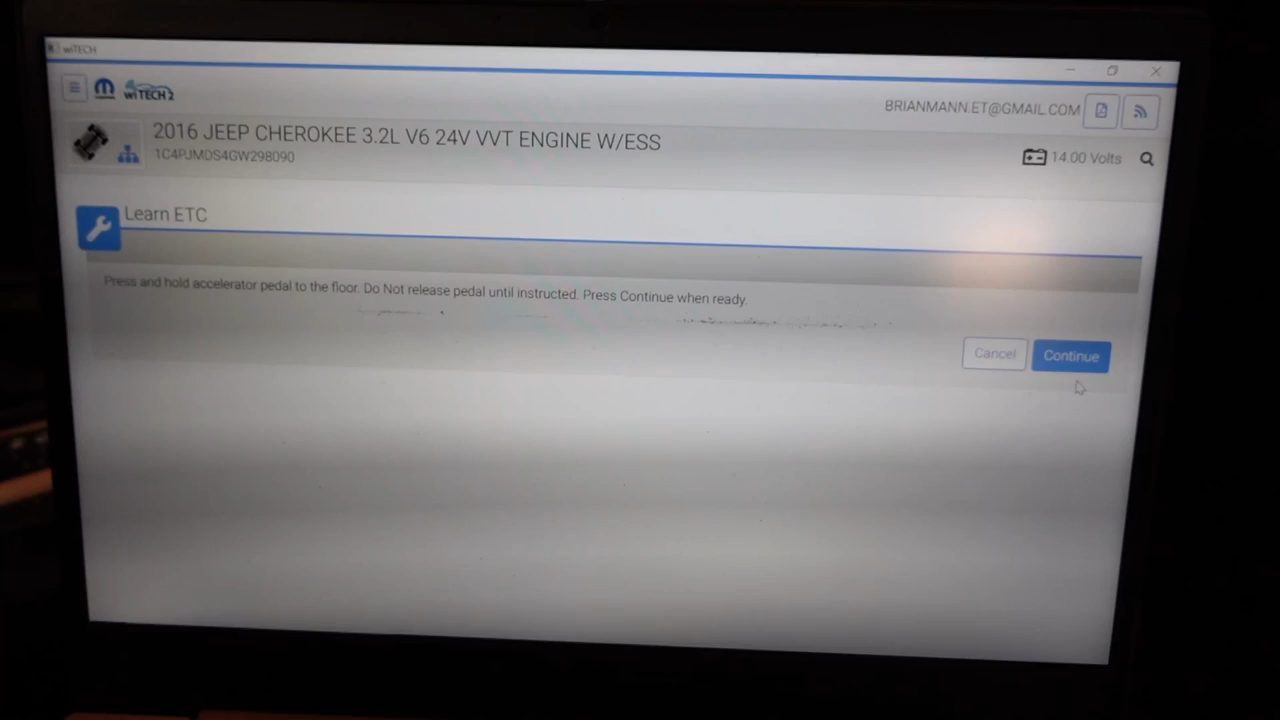 wiTECH
wiTECH 2
BRIANMANN.ET@GMAIL.COM
2016 JEEP CHEROKEE 3.2L V6 24V VVT ENGINE W/ESS
1C4PJMDS4GW298090
14.00 Volts
Learn ETC
Press and hold accelerator pedal to the floor. Do Not release pedal until instructed. Press Continue when ready.
Cancel
Continue